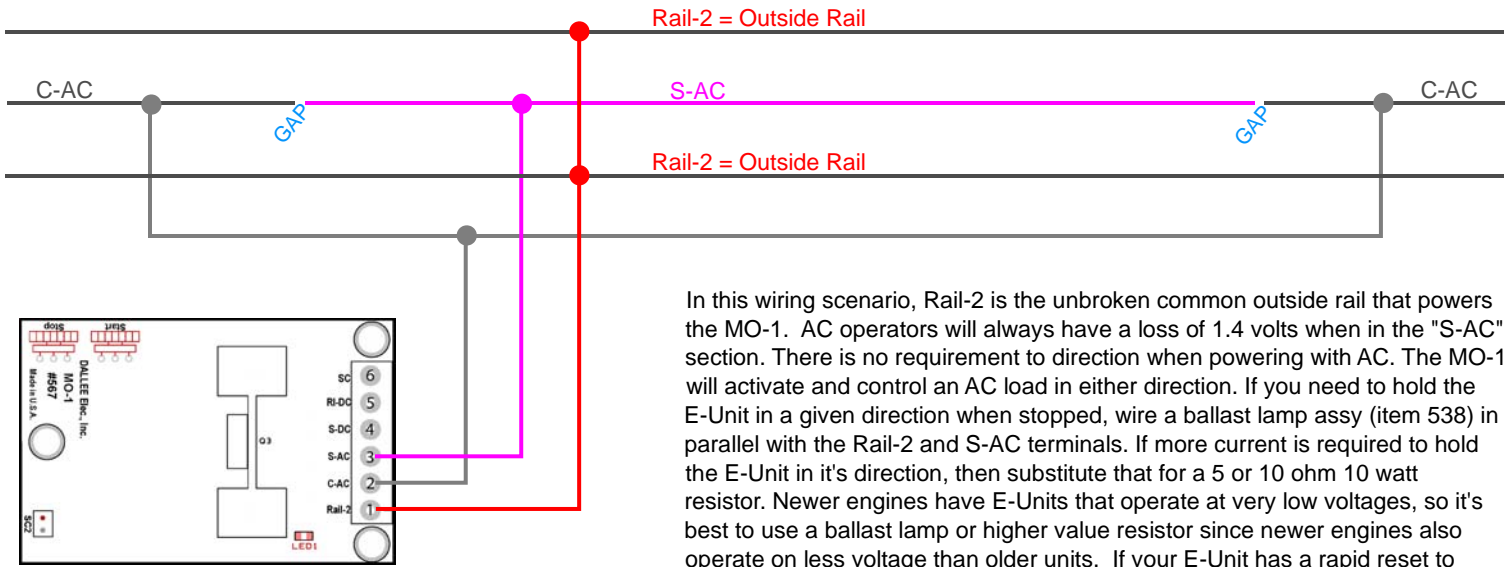 Rail-2 = Outside Rail
C-AC
S-AC
C-AC
GAP
GAP
Rail-2 = Outside Rail
In this wiring scenario, Rail-2 is the unbroken common outside rail that powers
the MO-1. AC operators will always have a loss of 1.4 volts when in the "S-AC"
section. There is no requirement to direction when powering with AC. The MO-1
will activate and control an AC load in either direction. If you need to hold the
E-Unit in a given direction when stopped, wire a ballast lamp assy (item 538) in
parallel with the Rail-2 and S-AC terminals. If more current is required to hold
the E-Unit in it's direction, then substitute that for a 5 or 10 ohm 10 watt
resistor. Newer engines have E-Units that operate at very low voltages, so it's
best to use a ballast lamp or higher value resistor since newer engines also
operate on less voltage than older units. If your E-Unit has a rapid reset to
Stop
Start
DALLEE Elec., Inc.
MO-1
#567
Made in U.S.A.
Q3
SC 6
RI-DC 5
S-DC 4
S-AC 3
C-AC 2
Rail-2 1
SC2
LED1